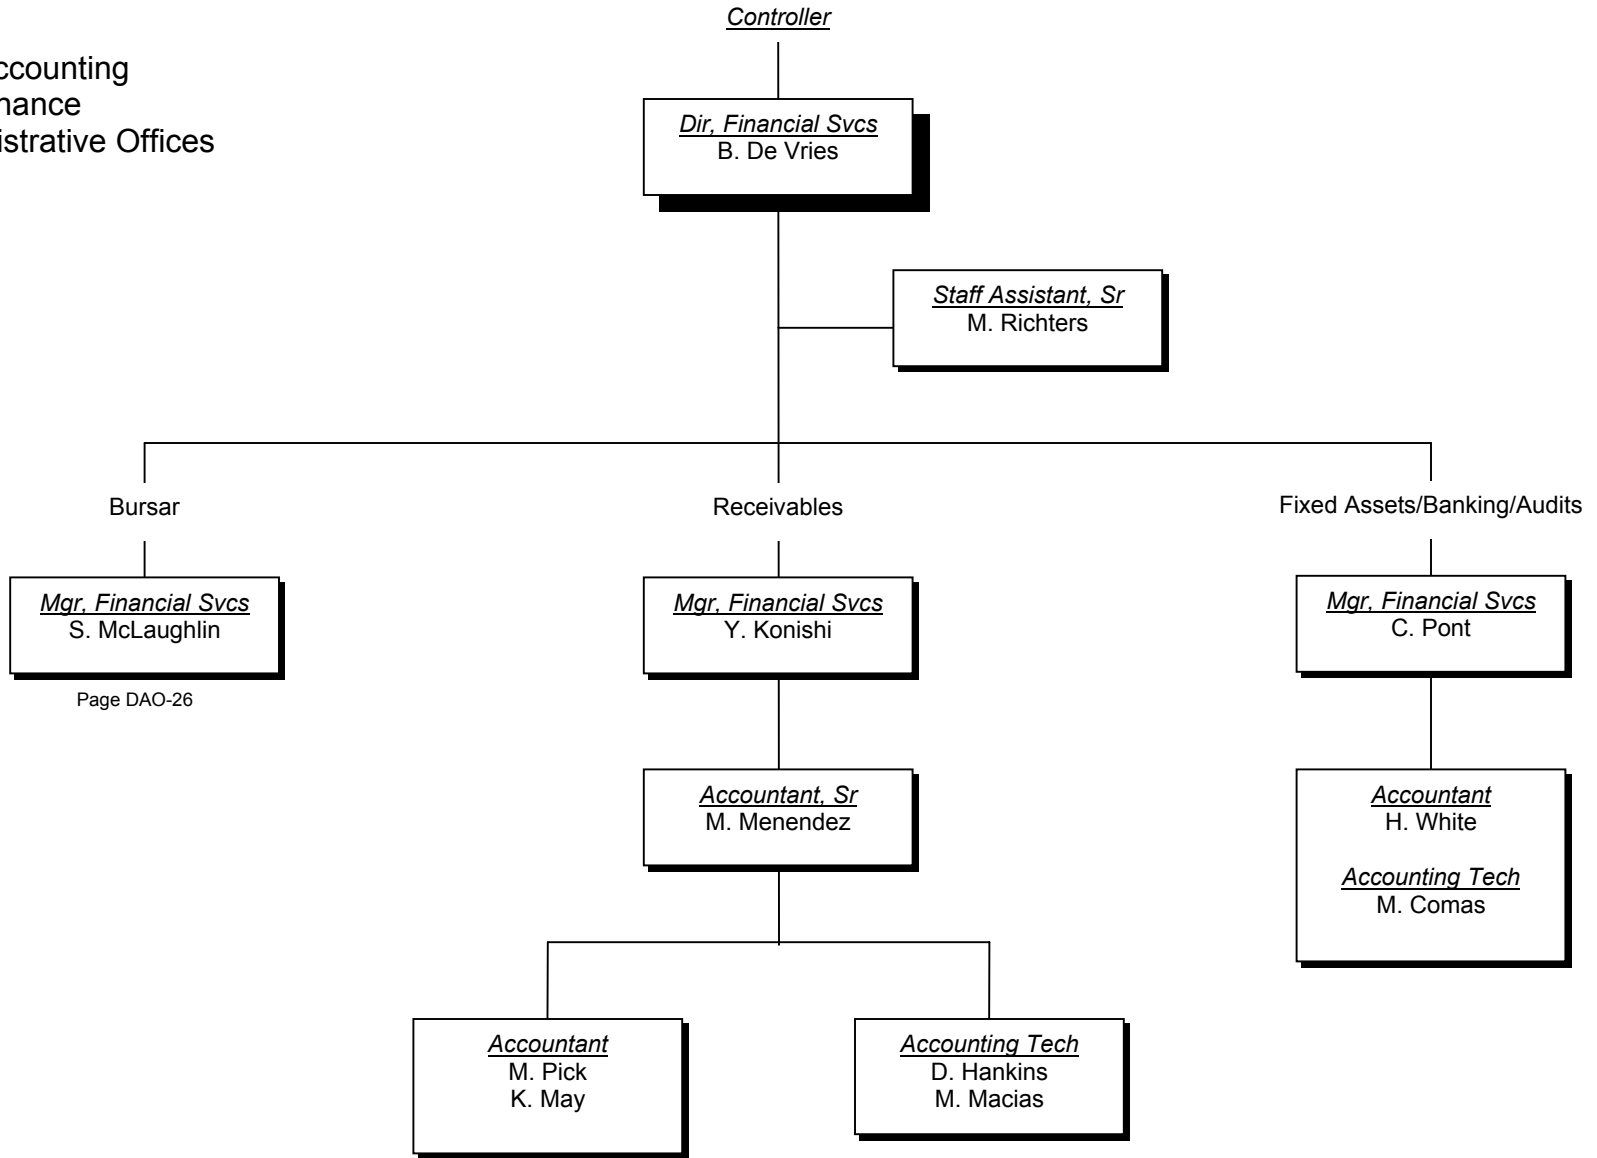 Controller
ccounting
nance
istrative Offices
Dir, Financial Svcs
B. De Vries
Staff Assistant, Sr
M. Richters
Bursar
Receivables
Fixed Assets/Banking/Audits
Mgr, Financial Svcs
S. McLaughlin
Page DAO-26
Mgr, Financial Svcs
Y. Konishi
Mgr, Financial Svcs
C. Pont
Accountant, Sr
M. Menendez
Accountant
H. White
Accounting Tech
M. Comas
Accountant
M. Pick
K. May
Accounting Tech
D. Hankins
M. Macias